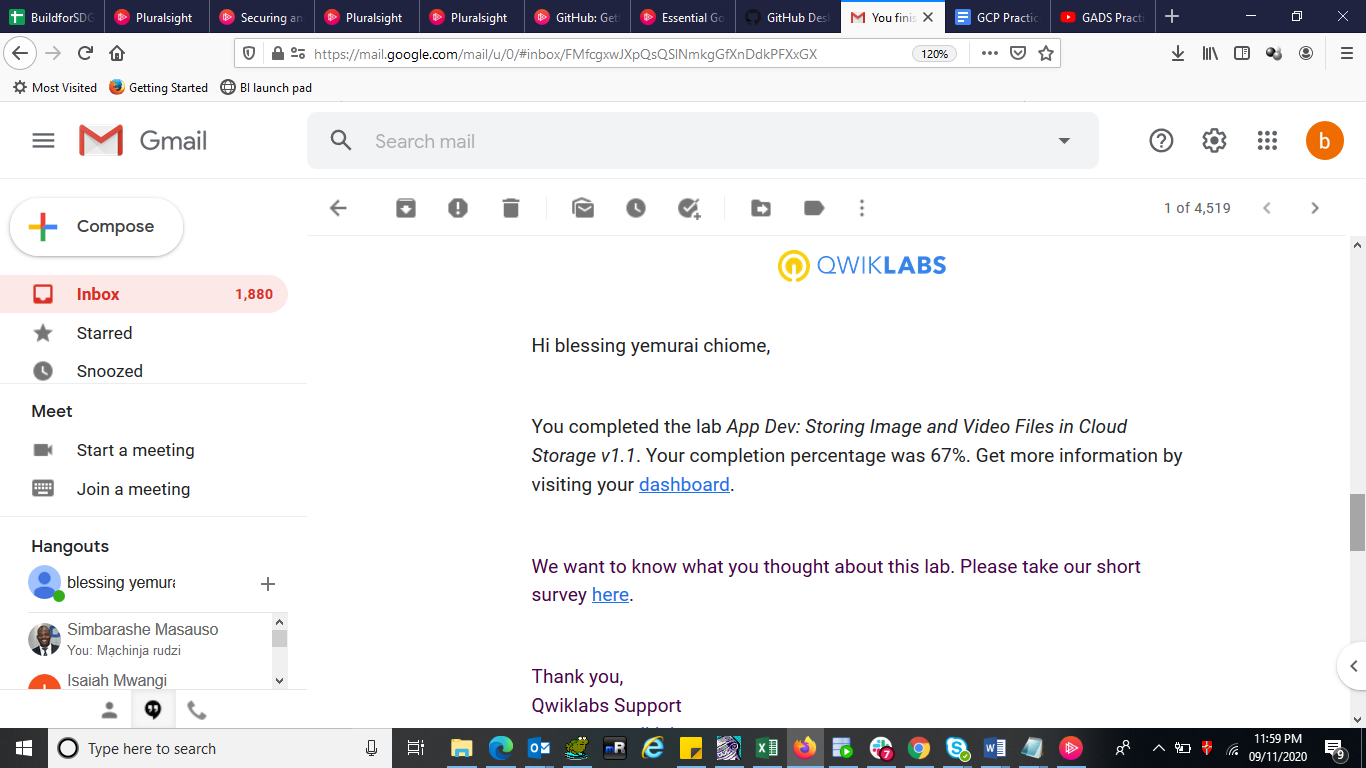 BuildforSDG
Pluralsight
Securing an
Pluralsight
Pluralsight
GitHub: Get
Essential Go
GitHub Desk
You finis
GCP Practic
GADS Practi
https://mail.google.com/mail/u/0/#inbox/FMfcgxwJXpQsQSlNmkgGfXnDdkPFXxGX
120%
Most Visited
Getting Started
BI launch pad
Gmail
Search mail
b
Compose
1 of 4,519
Inbox 1,880
Starred
Snoozed
Meet
Start a meeting
Join a meeting
Hangouts
blessing yemura
Simbarashe Masauso
You: Machinja rudzi
Isaiah Mwangi
QWIKLABS
Hi blessing yemurai chiome,
You completed the lab App Dev: Storing Image and Video Files in Cloud
Storage v1.1. Your completion percentage was 67%. Get more information by
visiting your dashboard.
We want to know what you thought about this lab. Please take our short
survey here.
Thank you,
Qwiklabs Support
Type here to search
11:59 PM
09/11/2020